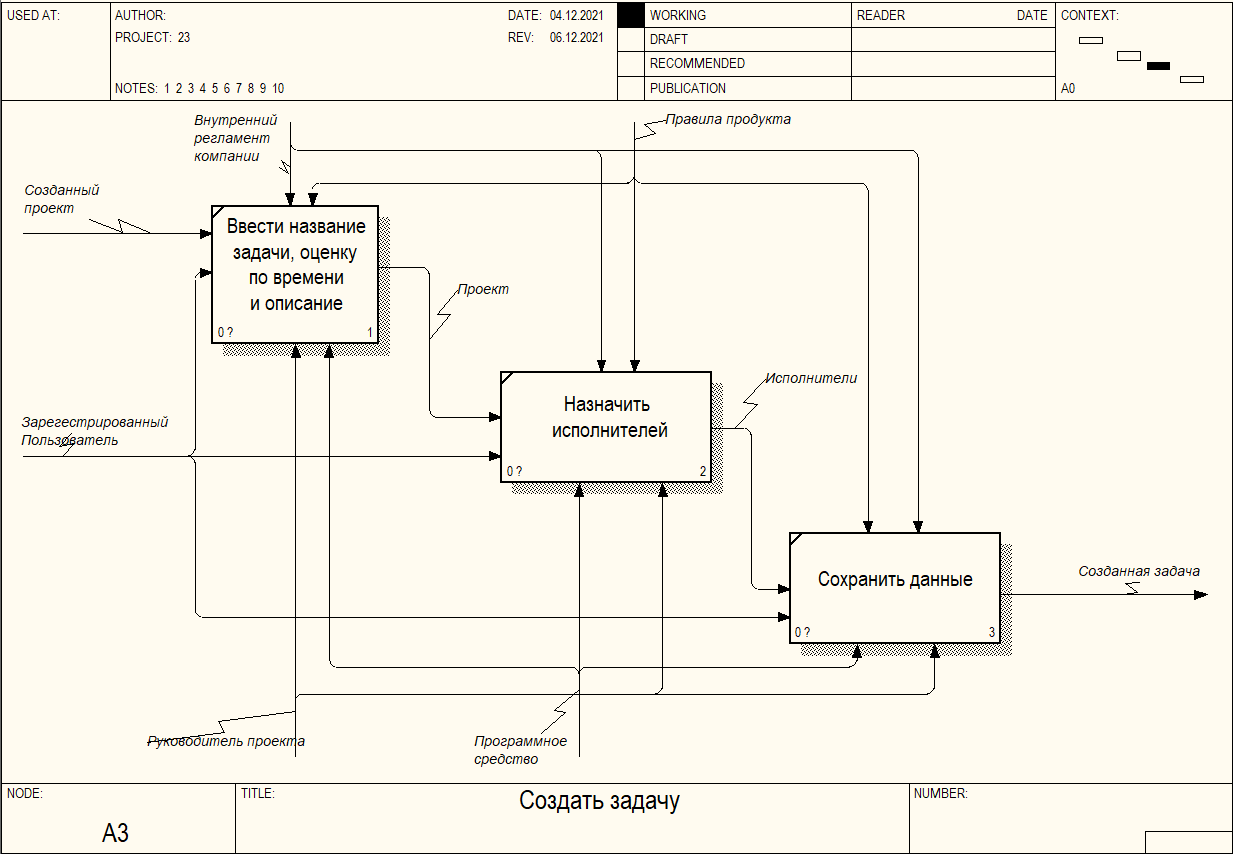 USED AT:
AUTHOR:
DATE: 04.12.2021
PROJECT: 23
REV: 06.12.2021
NOTES: 1 2 3 4 5 6 7 8 9 10
WORKING
DRAFT
RECOMMENDED
PUBLICATION
READER
DATE
CONTEXT:
A0
Внутренний
регламент
компании
Правила продукта
Созданный
проект
Ввести название
задачи, оценку
по времени
и описание
0 ?
1
Проект
Исполнители
Назначить
исполнителей
0 ?
2
Зарегестрированный
Пользователь
Сохранить данные
0 ?
3
Созданная задача
Руководитель проекта
Программное
средство
NODE:
A3
TITLE:
Создать задачу
NUMBER: